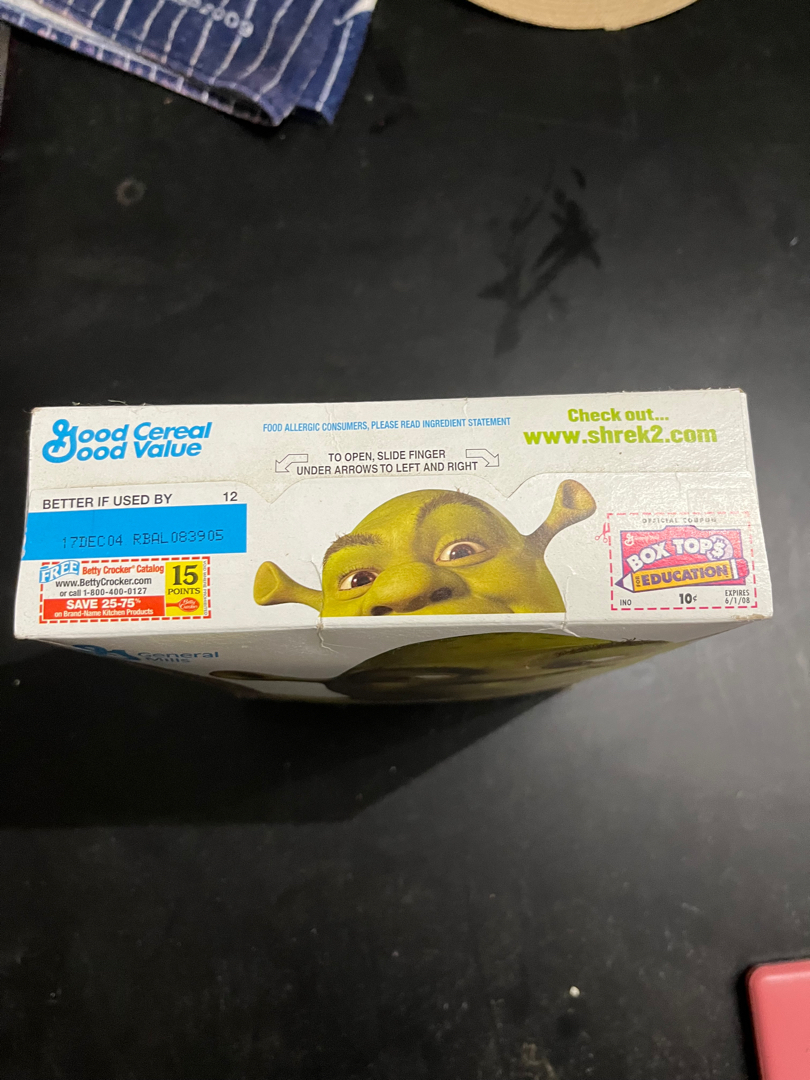 Good Cereal
Good Value
FOOD ALLERGIC CONSUMERS, PLEASE READ INGREDIENT STATEMENT
TO OPEN, SLIDE FINGER
UNDER ARROWS TO LEFT AND RIGHT
Check out...
www.shrek2.com
BETTER IF USED BY 12
17DEC04 RBAL083905
FREE Betty Crocker® Catalog
www.BettyCrocker.com
or call 1-800-400-0127
SAVE 25-75%
on Brand-Name Kitchen Products
15
POINTS
OFFICIAL COUPON
BOX TOPS
FOR EDUCATION
INO 10¢ EXPIRES
6/1/08
General
Mills